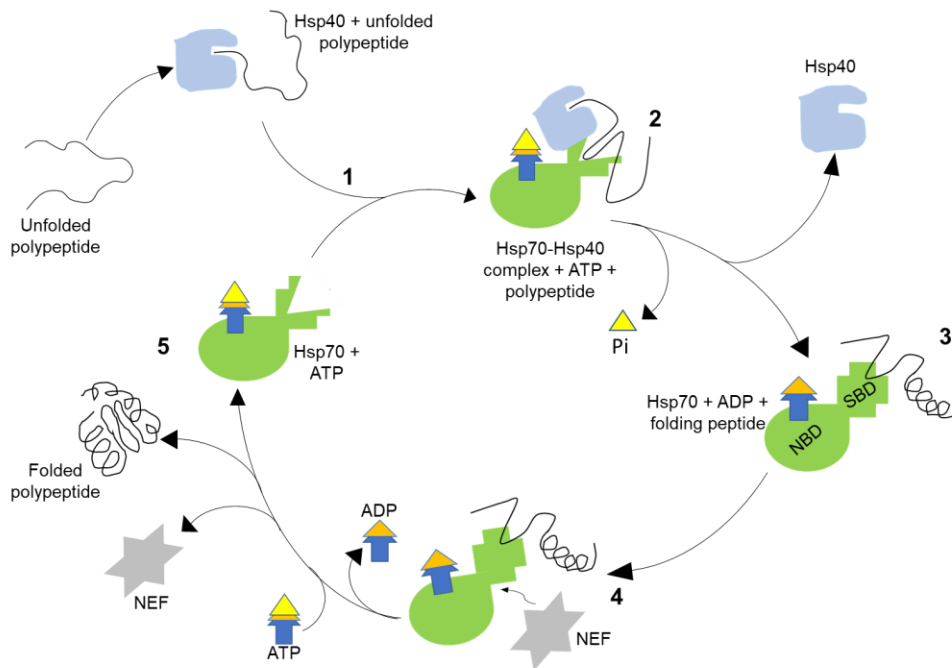 Hsp40 + unfolded
polypeptide
Hsp40
2
1
Unfolded
polypeptide
Hsp70-Hsp40
complex + ATP +
polypeptide
Pi
3
5
Hsp70 +
ATP
Hsp70 + ADP +
folding peptide
SBD
NBD
Folded
polypeptide
ADP
NEF
ATP
4
NEF